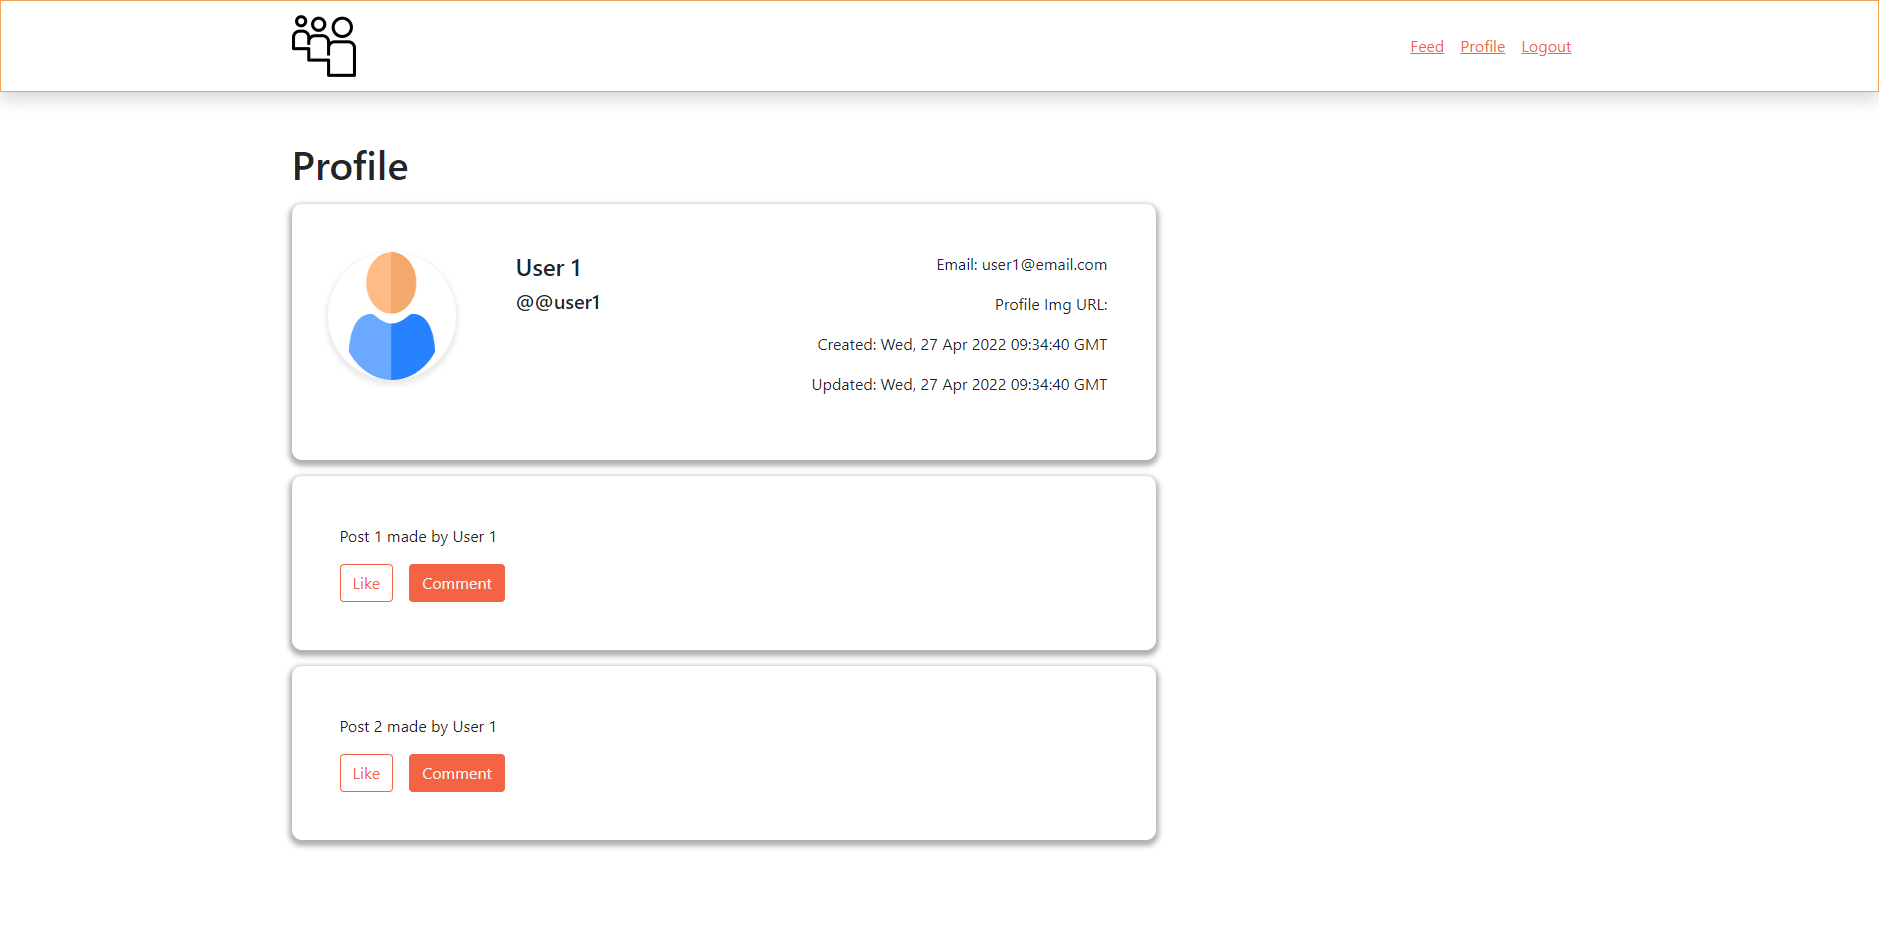 Feed Profile Logout
Profile
User 1
@@user1
Email: user1@email.com
Profile Img URL:
Created: Wed, 27 Apr 2022 09:34:40 GMT
Updated: Wed, 27 Apr 2022 09:34:40 GMT
Post 1 made by User 1
Like Comment
Post 2 made by User 1
Like Comment